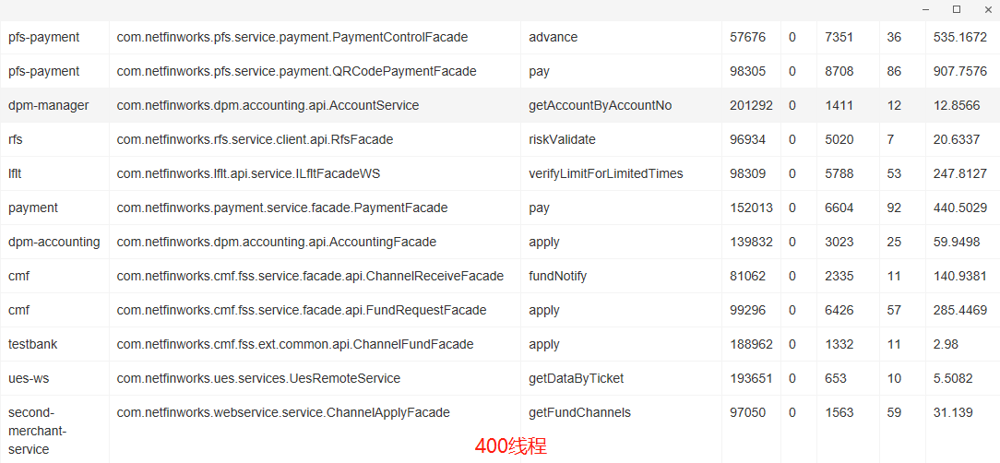 pfs-payment com.netfinworks.pfs.service.payment.PaymentControlFacade advance 57676 0 7351 36 535.1672
pfs-payment com.netfinworks.pfs.service.payment.QRCodePaymentFacade pay 98305 0 8708 86 907.7576
dpm-manager com.netfinworks.dpm.accounting.api.AccountService getAccountByAccountNo 201292 0 1411 12 12.8566
rfs com.netfinworks.rfs.service.client.api.RfsFacade riskValidate 96934 0 5020 7 20.6337
lflt com.netfinworks.lflt.api.service.ILfltFacadeWS verifyLimitForLimitedTimes 98309 0 5788 53 247.8127
payment com.netfinworks.payment.service.facade.PaymentFacade pay 152013 0 6604 92 440.5029
dpm-accounting com.netfinworks.dpm.accounting.api.AccountingFacade apply 139832 0 3023 25 59.9498
cmf com.netfinworks.cmf.fss.service.facade.api.ChannelReceiveFacade fundNotify 81062 0 2335 11 140.9381
cmf com.netfinworks.cmf.fss.service.facade.api.FundRequestFacade apply 99296 0 6426 57 285.4469
testbank com.netfinworks.cmf.fss.ext.common.api.ChannelFundFacade apply 188962 0 1332 11 2.98
ues-ws com.netfinworks.ues.services.UesRemoteService getDataByTicket 193651 0 653 10 5.5082
second- com.netfinworks.webservice.service.ChannelApplyFacade getFundChannels 97050 0 1563 59 31.139
merchant-
service
400线程